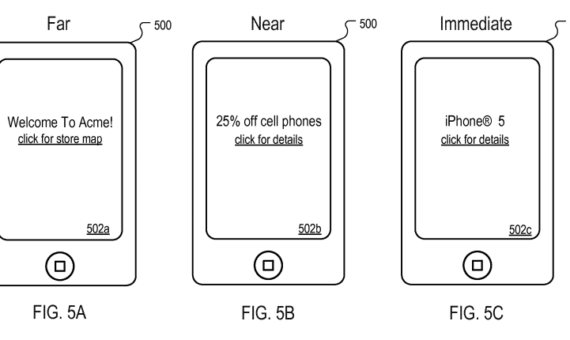 Far
500
Near
500
Immediate
Welcome To Acme!
click for store map
25% off cell phones
click for details
iPhone® 5
click for details
502a
502b
502c
FIG. 5A
FIG. 5B
FIG. 5C